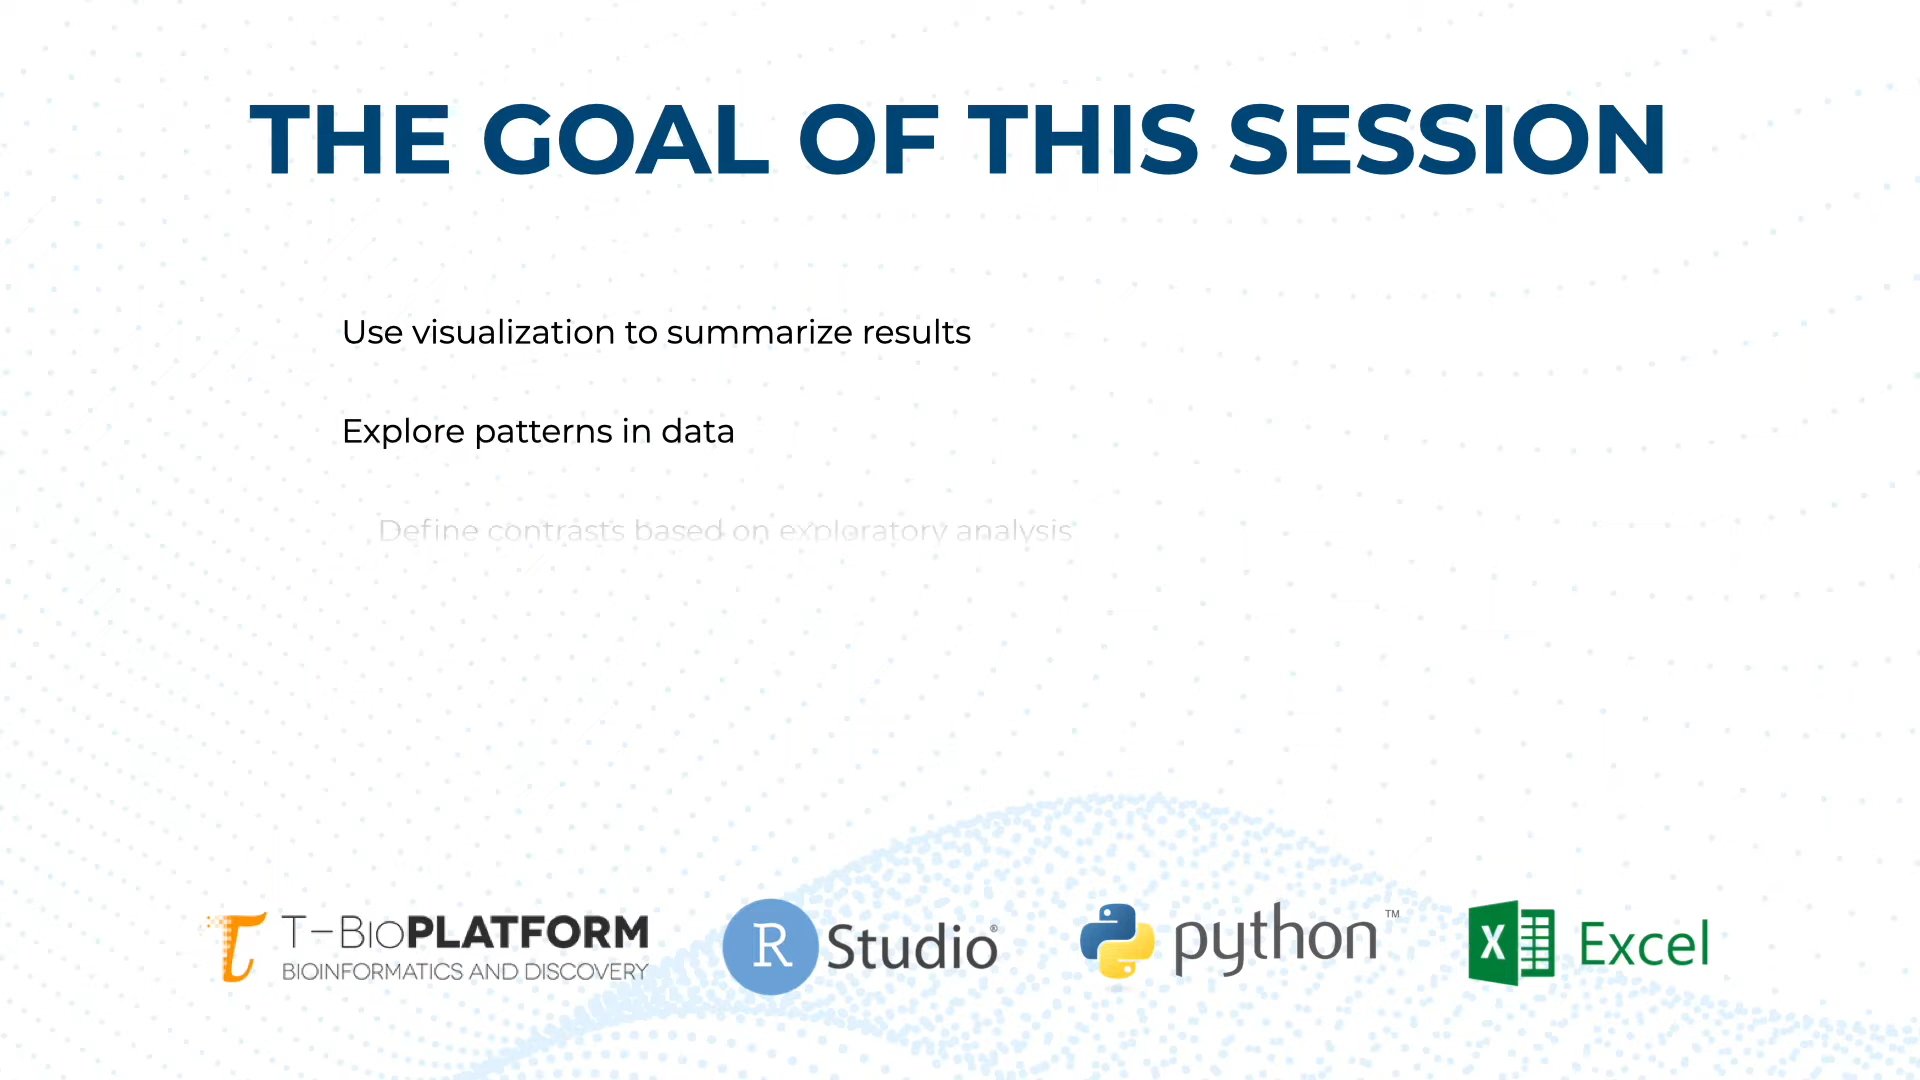 THE GOAL OF THIS SESSION
Use visualization to summarize results
Explore patterns in data
Define contrasts based on exploratory analysis
T-BIOPLATFORM
BIOINFORMATICS AND DISCOVERY
R Studio®
python™
X Excel